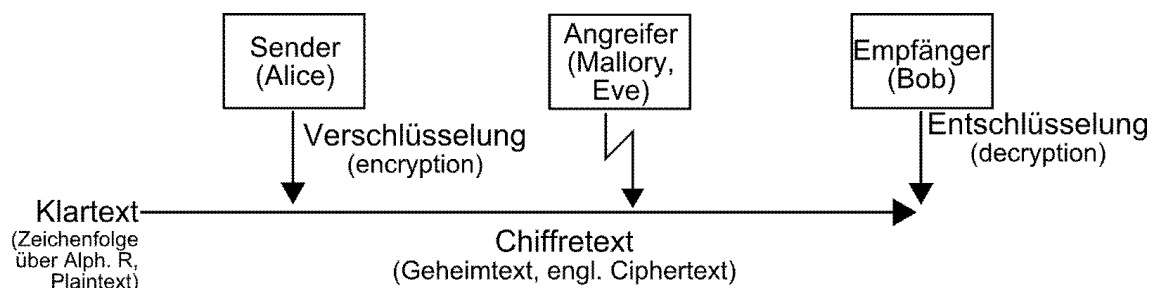 Sender
(Alice)
Angreifer
(Mallory,
Eve)
Empfänger
(Bob)
Verschlüsselung
(encryption)
Entschlüsselung
(decryption)
Klartext
(Zeichenfolge
über Alph. R,
Plaintext)
Chiffretext
(Geheimtext, engl. Ciphertext)